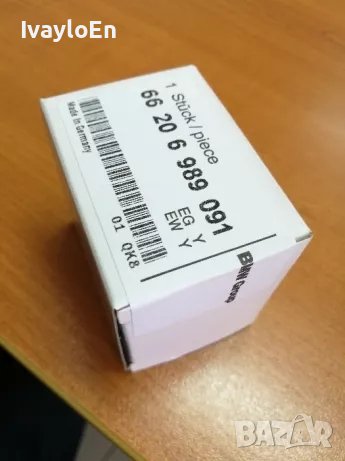 IvayloEn
1 Stück/piece
66 20 6 989 091
EG Y
EW Y
Made in Germany
01 QK8
BMW Group
BAZAR